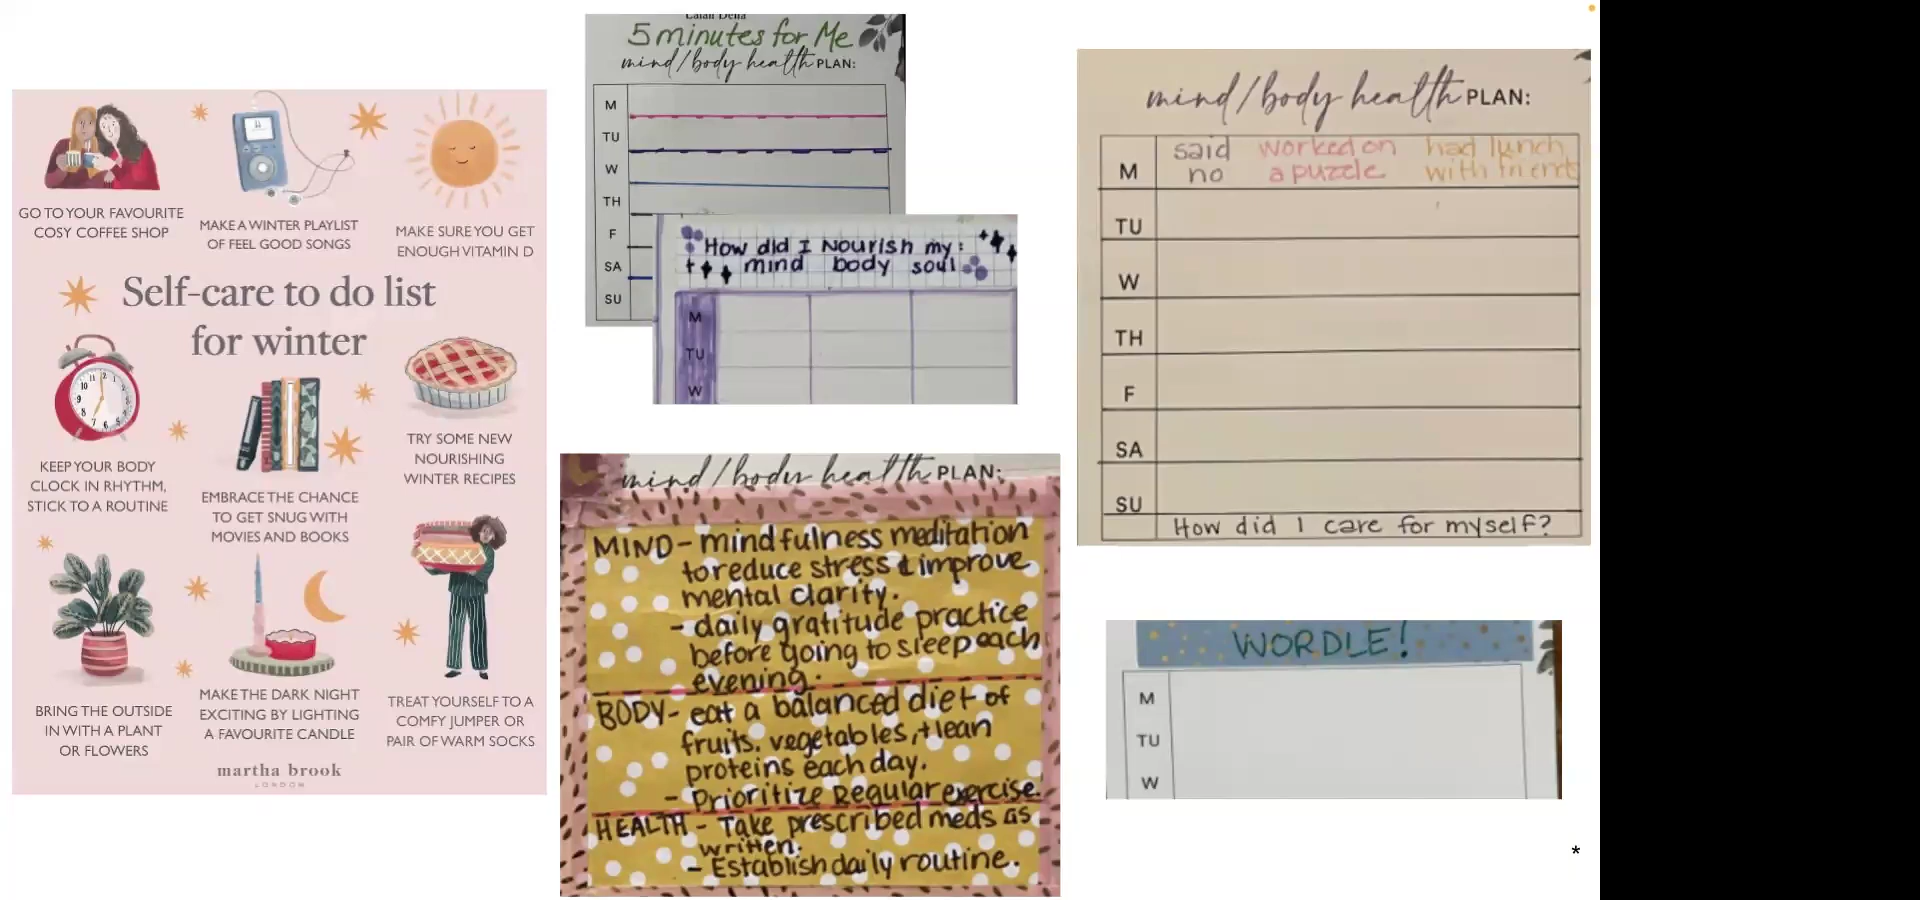 GO TO YOUR FAVOURITE
COSY COFFEE SHOP
MAKE A WINTER PLAYLIST
OF FEEL GOOD SONGS
MAKE SURE YOU GET
ENOUGH VITAMIN D
Self-care to do list
for winter
KEEP YOUR BODY
CLOCK IN RHYTHM,
STICK TO A ROUTINE
EMBRACE THE CHANCE
TO GET SNUG WITH
MOVIES AND BOOKS
TRY SOME NEW
NOURISHING
WINTER RECIPES
BRING THE OUTSIDE
IN WITH A PLANT
OR FLOWERS
MAKE THE DARK NIGHT
EXCITING BY LIGHTING
A FAVOURITE CANDLE
TREAT YOURSELF TO A
COMFY JUMPER OR
PAIR OF WARM SOCKS
martha brook
LONDON
5 minutes for Me
mind/body health PLAN:
M
TU
W
TH
F
SA
SU
How did I nourish my:
mind body soul
M
TU
W
mind/body health PLAN:
MIND - mindfulness meditation
to reduce stress & improve
mental clarity.
- daily gratitude practice
before going to sleep each
evening.
BODY - eat a balanced diet of
fruits, vegetables, + lean
proteins each day.
- Prioritize Regular exercise.
HEALTH - Take prescribed meds as
written.
- Establish daily routine.
mind/body health PLAN:
M said no worked on a puzzle had lunch with friends
TU
W
TH
F
SA
SU
How did I care for myself?
WORDLE!
M
TU
W
*